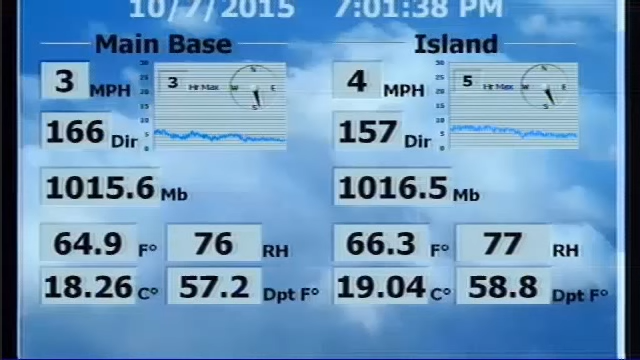 10/7/2015 7:01:38 PM
Main Base Island
3 MPH 3 Hr Max 4 MPH 5 Hr Max
166 Dir 157 Dir
1015.6 Mb 1016.5 Mb
64.9 F° 76 RH 66.3 F° 77 RH
18.26 C° 57.2 Dpt F° 19.04 C° 58.8 Dpt F°